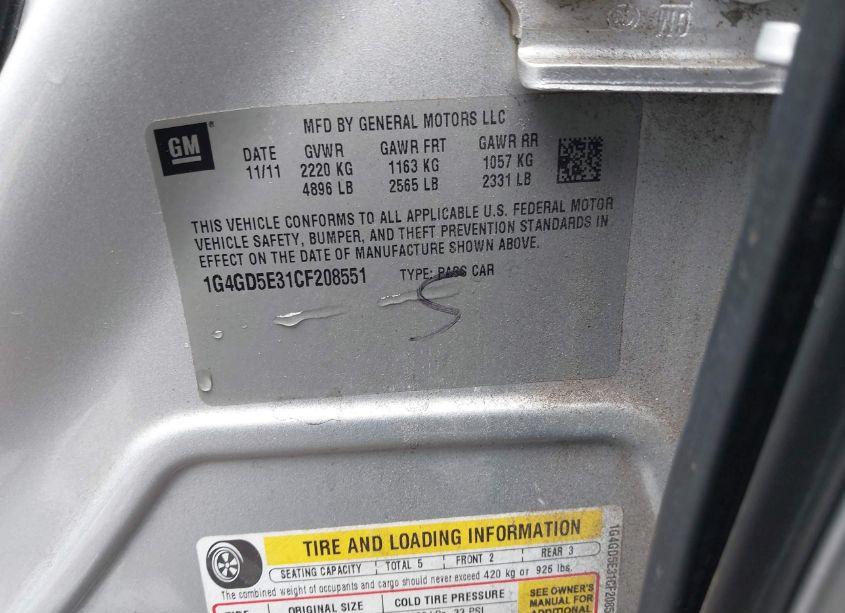 GM
MFD BY GENERAL MOTORS LLC
DATE GVWR GAWR FRT GAWR RR
11/11 2220 KG 1163 KG 1057 KG
4896 LB 2565 LB 2331 LB
THIS VEHICLE CONFORMS TO ALL APPLICABLE U.S. FEDERAL MOTOR
VEHICLE SAFETY, BUMPER, AND THEFT PREVENTION STANDARDS IN
EFFECT ON THE DATE OF MANUFACTURE SHOWN ABOVE.
1G4GD5E31CF208551 TYPE: PASS CAR
TIRE AND LOADING INFORMATION
SEATING CAPACITY TOTAL 5 FRONT 2 REAR 3
The combined weight of occupants and cargo should never exceed 420 kg or 925 lbs.
ORIGINAL SIZE COLD TIRE PRESSURE
SEE OWNER'S
MANUAL FOR
ADDITIONAL
33 PSI